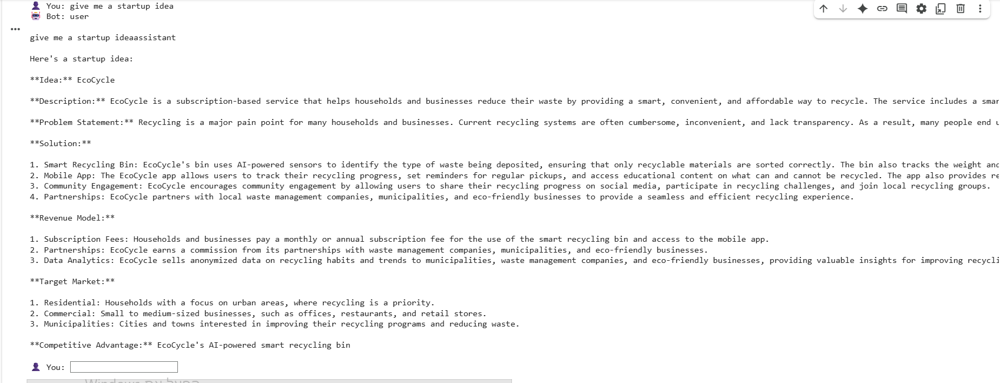 You: give me a startup idea
Bot: user
give me a startup ideaassistant
Here's a startup idea:
**Idea:** EcoCycle
**Description:** EcoCycle is a subscription-based service that helps households and businesses reduce their waste by providing a smart, convenient, and affordable way to recycle. The service includes a
**Problem Statement:** Recycling is a major pain point for many households and businesses. Current recycling systems are often cumbersome, inconvenient, and lack transparency. As a result, many people end
**Solution:**
1. Smart Recycling Bin: EcoCycle's bin uses AI-powered sensors to identify the type of waste being deposited, ensuring that only recyclable materials are sorted correctly. The bin also tracks the weight and
2. Mobile App: The EcoCycle app allows users to track their recycling progress, set reminders for regular pickups, and access educational content on what can and cannot be recycled. The app also provides
3. Community Engagement: EcoCycle encourages community engagement by allowing users to share their recycling progress on social media, participate in recycling challenges, and join local recycling groups.
4. Partnerships: EcoCycle partners with local waste management companies, municipalities, and eco-friendly businesses to provide a seamless and efficient recycling experience.
**Revenue Model:**
1. Subscription Fees: Households and businesses pay a monthly or annual subscription fee for the use of the smart recycling bin and access to the mobile app.
2. Partnerships: EcoCycle earns a commission from its partnerships with waste management companies, municipalities, and eco-friendly businesses.
3. Data Analytics: EcoCycle sells anonymized data on recycling habits and trends to municipalities, waste management companies, and eco-friendly businesses, providing valuable insights for improving
**Target Market:**
1. Residential: Households with a focus on urban areas, where recycling is a priority.
2. Commercial: Small to medium-sized businesses, such as offices, restaurants, and retail stores.
3. Municipalities: Cities and towns interested in improving their recycling programs and reducing waste.
**Competitive Advantage:** EcoCycle's AI-powered smart recycling bin
You: